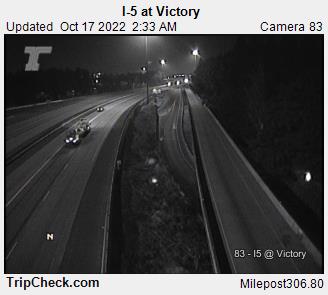 I-5 at Victory
Updated Oct 17 2022 2:33 AM Camera 83
T
N
83 - I5 @ Victory
TripCheck.com Milepost306.80